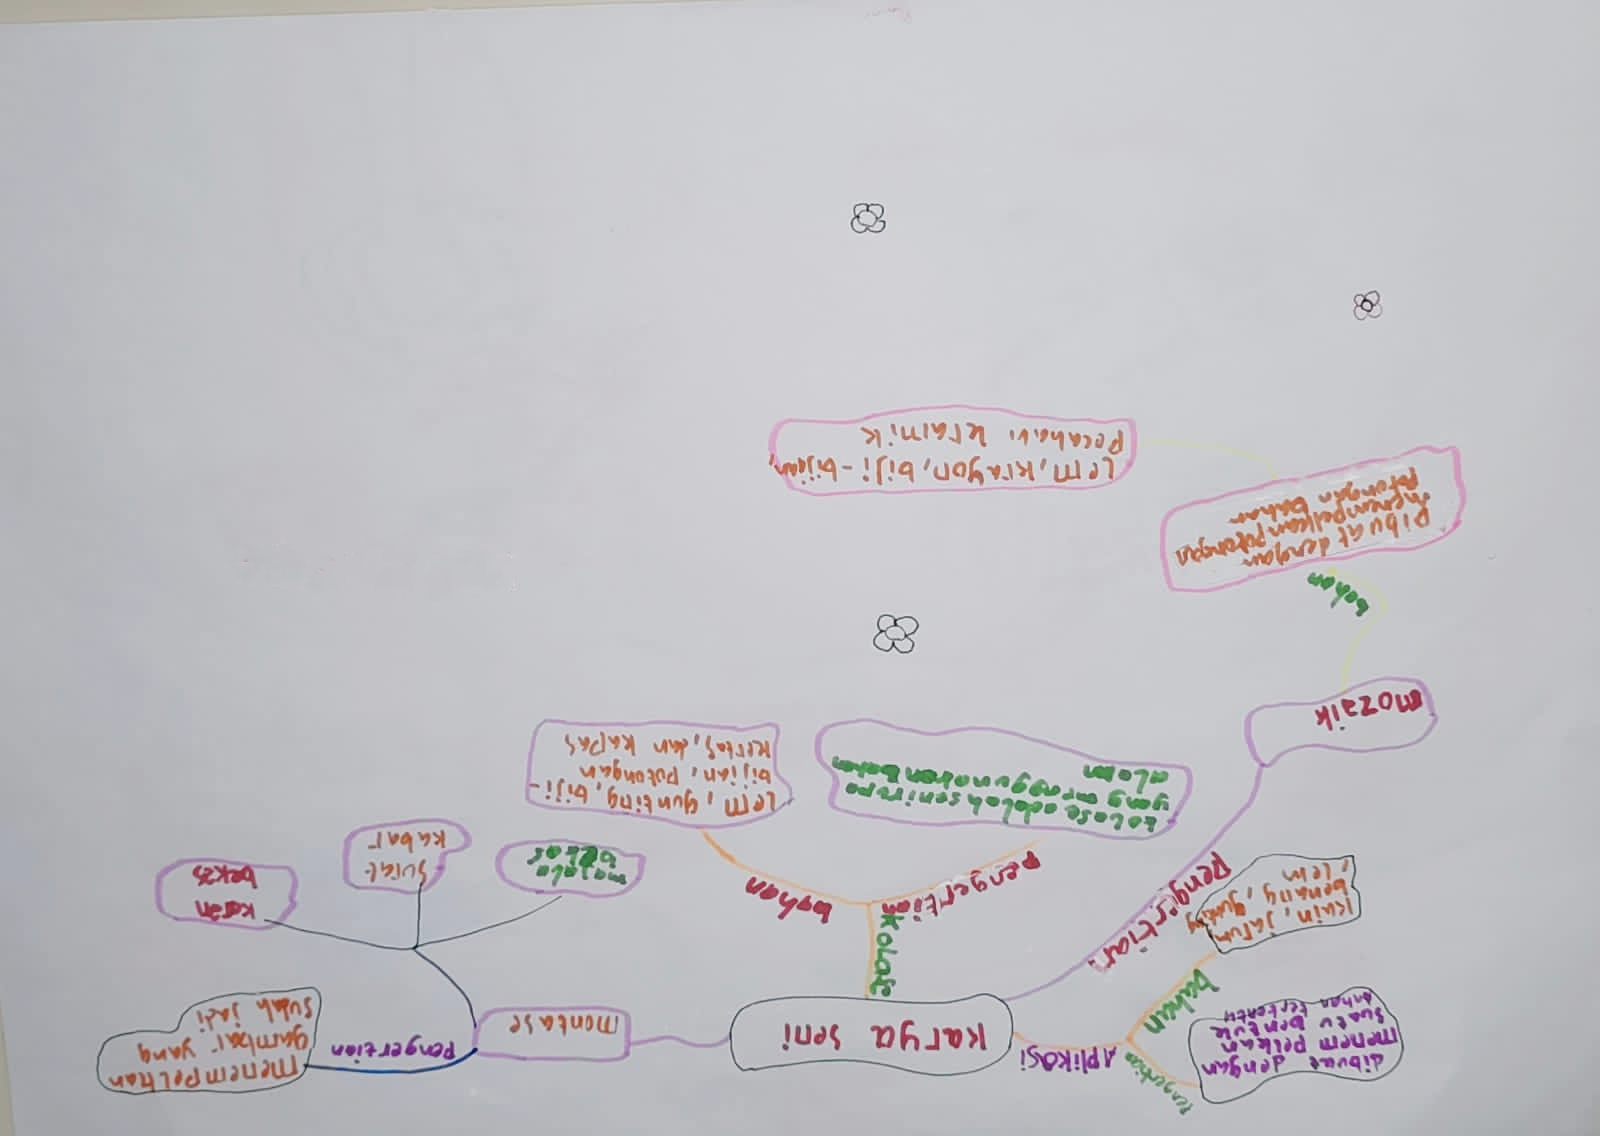 karya seni
APlikasi
Pengertian
dibuat dengan
menempelkan
suatu bentuk
bahan tertentu
bahan
kain, jarum
benang, gunting
, lem
Pengertian
mozaik
bahan
Dibuat dengan
menempelkan potongan
potongan bahan
Lem, krayon, biji-bijian,
Pecahan keramik
KOLASE
Pengertian
kolase adalah seni rupa
yang menggunakan bahan
alam
bahan
Lem, gunting, biji-
bijian, potongan
kertas, dan kapas
montase
Pengertian
menempelkan
gambar yang
sudah jadi
majala
bekas
surat
kabar
koran
bekas